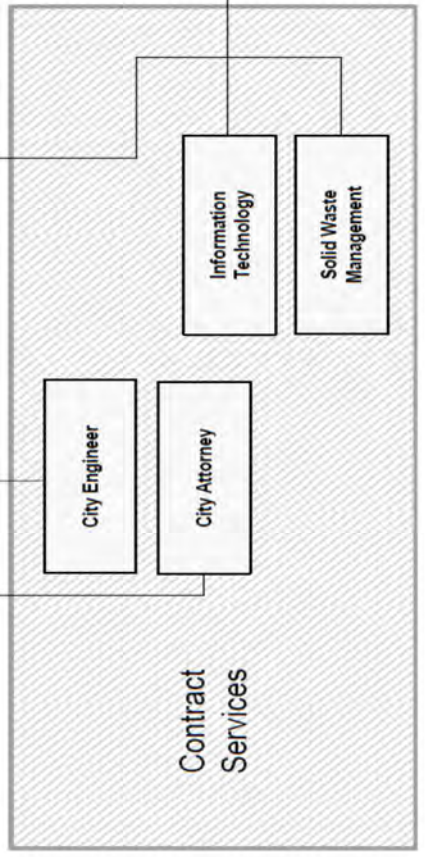 Contract
Services
City Engineer
City Attorney
Information
Technology
Solid Waste
Management